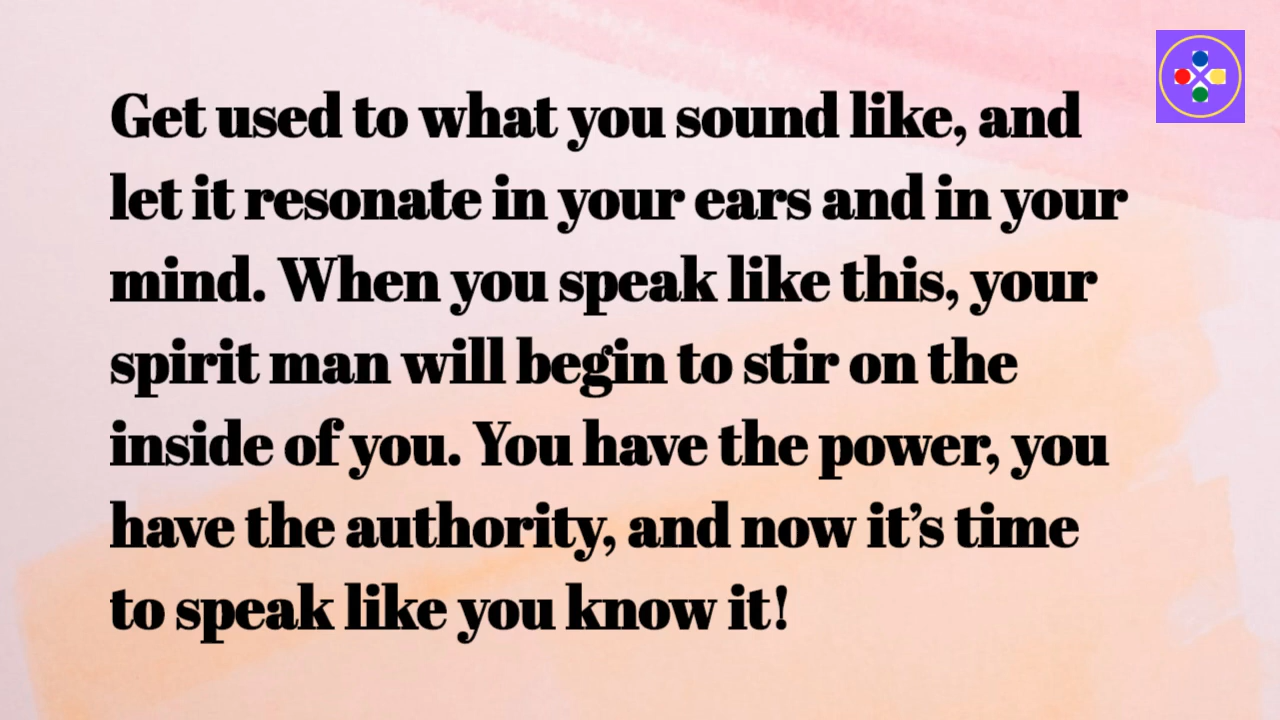 Get used to what you sound like, and
let it resonate in your ears and in your
mind. When you speak like this, your
spirit man will begin to stir on the
inside of you. You have the power, you
have the authority, and now it’s time
to speak like you know it!